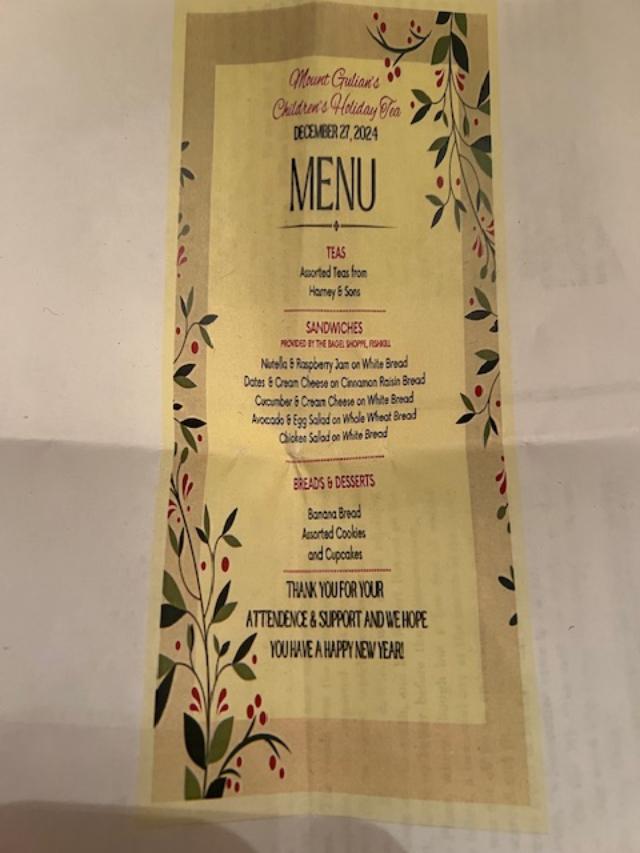 Mount Gulian's
Children's Holiday Tea
DECEMBER 27, 2024
MENU
TEAS
Assorted Teas from
Harney & Sons
SANDWICHES
PROVIDED BY THE BAGEL SHOPPE, FISHKILL
Nutella & Raspberry Jam on White Bread
Dates & Cream Cheese on Cinnamon Raisin Bread
Cucumber & Cream Cheese on White Bread
Avocado & Egg Salad on Whole Wheat Bread
Chicken Salad on White Bread
BREADS & DESSERTS
Banana Bread
Assorted Cookies
and Cupcakes
THANK YOU FOR YOUR
ATTENDENCE & SUPPORT AND WE HOPE
YOU HAVE A HAPPY NEW YEAR!